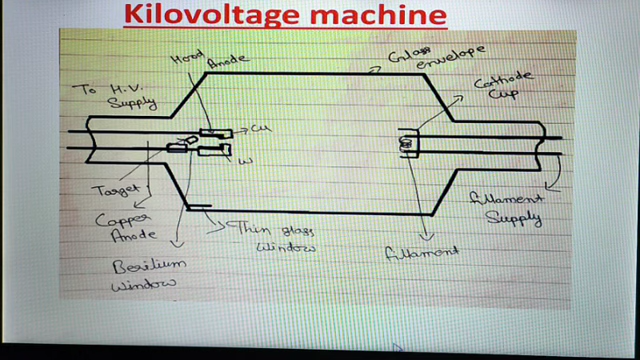 Kilovoltage machine
Hood
Anode
Glass
envelope
To H.V.
Supply
Cathode
Cup
Cu
W
Target
Copper
Anode
Berilium
Window
Thin glass
Window
fillament
fillament
Supply